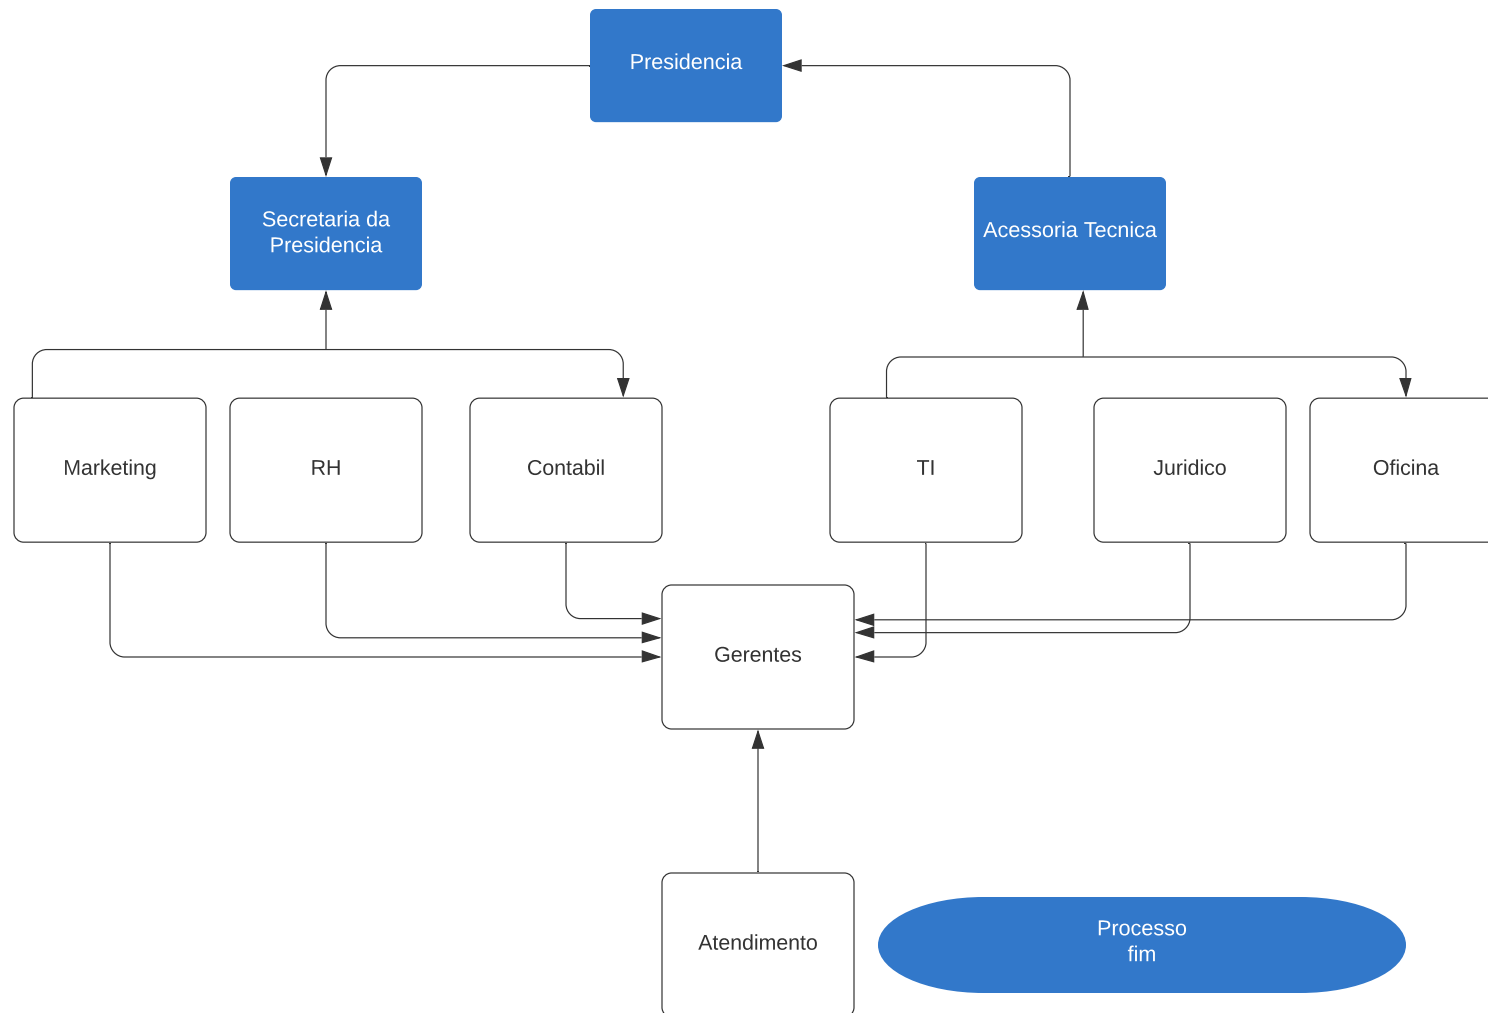 Presidencia
Secretaria da
Presidencia
Acessoria Tecnica
Marketing
RH
Contabil
TI
Juridico
Oficina
Gerentes
Atendimento
Processo
fim